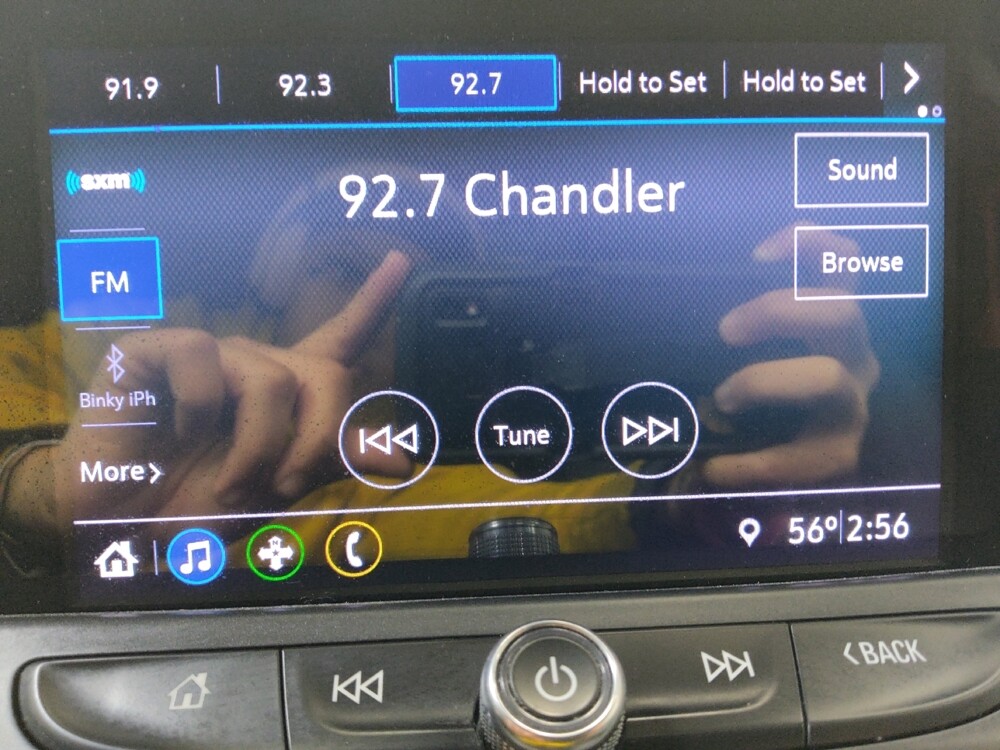 91.9
92.3
92.7
Hold to Set
Hold to Set
sxm
92.7 Chandler
Sound
FM
Browse
Binky iPh
Tune
More
N
56° 2:56
BACK